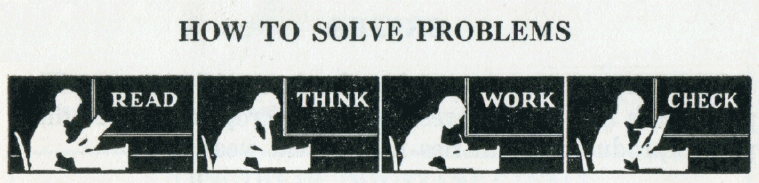 HOW TO SOLVE PROBLEMS
READ THINK WORK CHECK